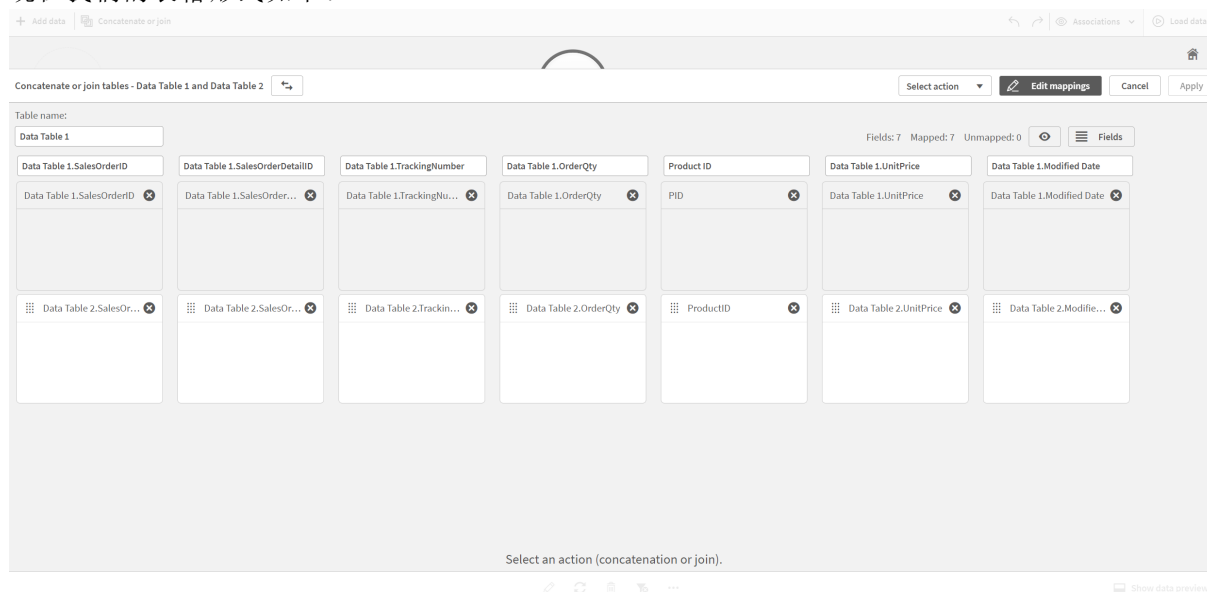 Add data Concatenate or join Associations Load data
Concatenate or join tables - Data Table 1 and Data Table 2 Select action Edit mappings Cancel Apply
Table name:
Data Table 1 Fields: 7 Mapped: 7 Unmapped: 0 Fields
Data Table 1.SalesOrderID Data Table 1.SalesOrderDetailID Data Table 1.TrackingNumber Data Table 1.OrderQty Product ID Data Table 1.UnitPrice Data Table 1.Modified Date
Data Table 1.SalesOrderID Data Table 1.SalesOrder... Data Table 1.TrackingNu... Data Table 1.OrderQty PID Data Table 1.UnitPrice Data Table 1.Modified Date
Data Table 2.SalesOr... Data Table 2.SalesOr... Data Table 2.Trackin... Data Table 2.OrderQty ProductID Data Table 2.UnitPrice Data Table 2.Modifie...
Select an action (concatenation or join).
Show data preview